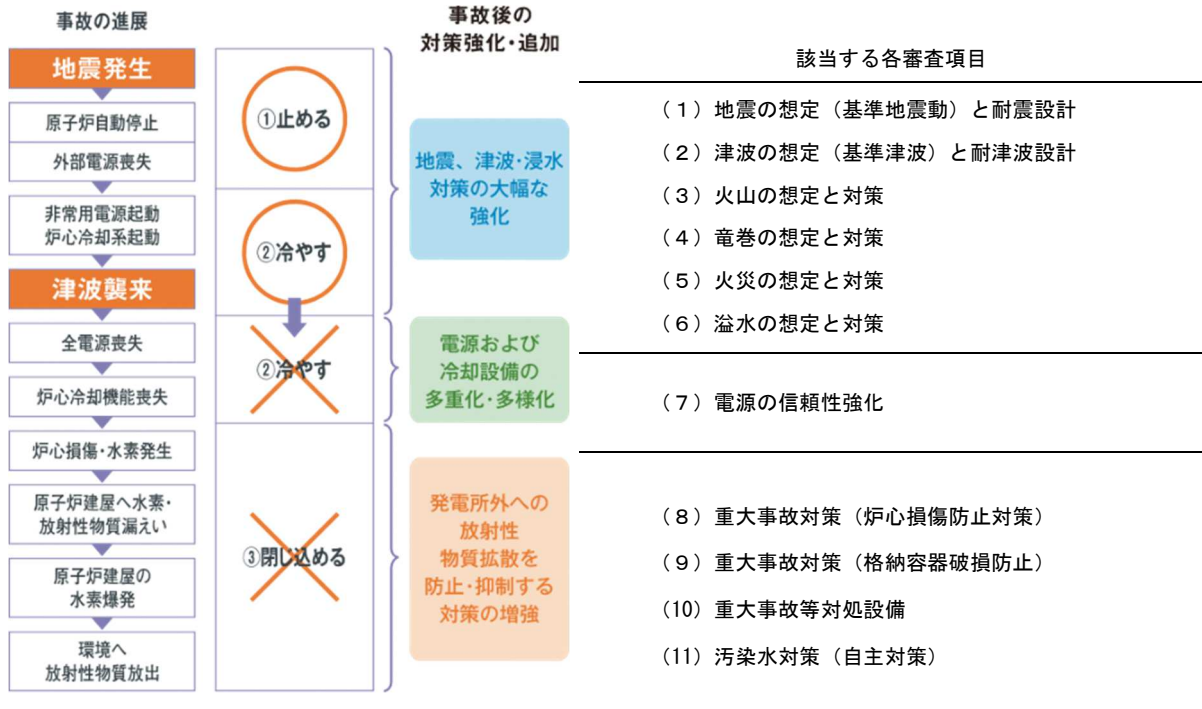 事故の進展
地震発生
原子炉自動停止
外部電源喪失
非常用電源起動
炉心冷却系起動
津波襲来
全電源喪失
炉心冷却機能喪失
炉心損傷・水素発生
原子炉建屋へ水素・
放射性物質漏えい
原子炉建屋の
水素爆発
環境へ
放射性物質放出
①止める
②冷やす
②冷やす
③閉じ込める
事故後の
対策強化・追加
地震、津波・浸水
対策の大幅な
強化
電源および
冷却設備の
多重化・多様化
発電所外への
放射性
物質拡散を
防止・抑制する
対策の増強
該当する各審査項目
（１）地震の想定（基準地震動）と耐震設計
（２）津波の想定（基準津波）と耐津波設計
（３）火山の想定と対策
（４）竜巻の想定と対策
（５）火災の想定と対策
（６）溢水の想定と対策
（７）電源の信頼性強化
（８）重大事故対策（炉心損傷防止対策）
（９）重大事故対策（格納容器破損防止）
（10）重大事故等対処設備
（11）汚染水対策（自主対策）